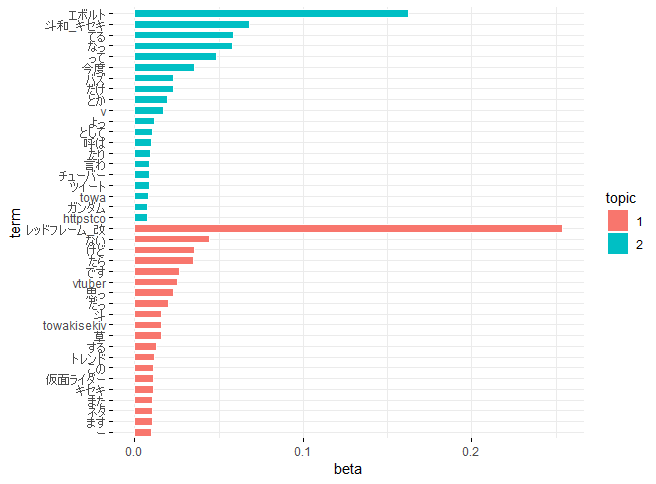 エボルト
斗和_キセキ
てる
なっ
って
今度
バズ
だけ
とか
v
よっ
として
呼ば
たり
言わ
チューバー
ツイート
towa
ガンダム
httpstco
レッドフレーム_改
ない
けど
たら
です
vtuber
思っ
だっ
斗
towakisekiv
草
する
トレンド
この
仮面ライダー
キセキ
また
ネタ
ます
ー
term
0.0
0.1
0.2
beta
topic
1
2